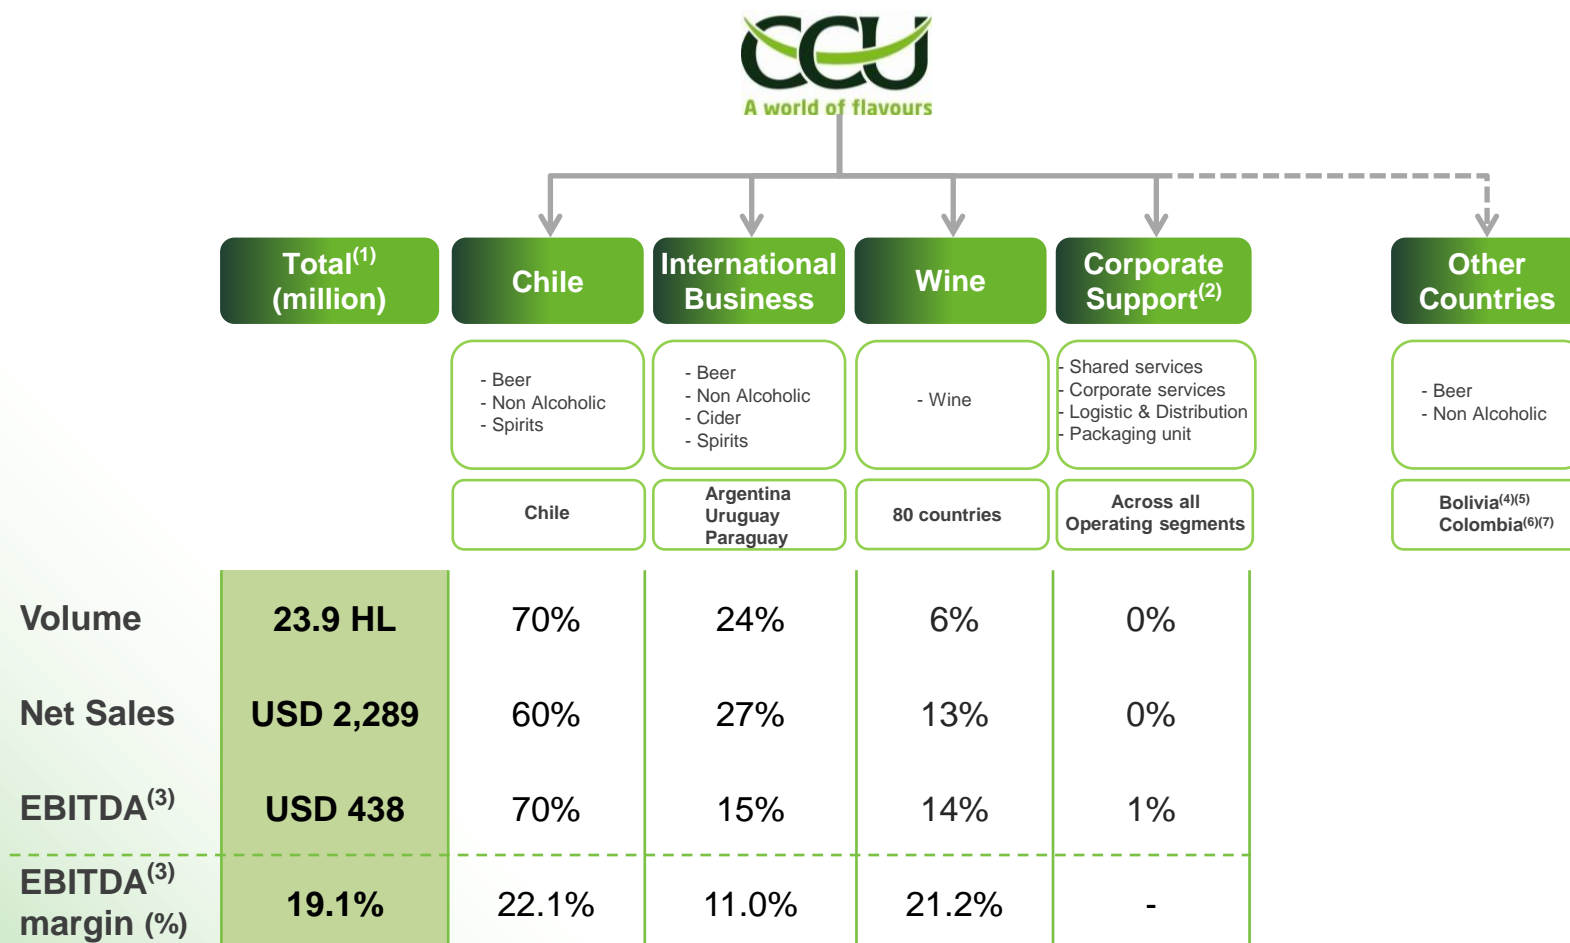 CCU
A world of flavours
Total(1)
(million)
Chile
International
Business
Wine
Corporate
Support(2)
Other
Countries
- Beer
- Non Alcoholic
- Spirits
- Beer
- Non Alcoholic
- Cider
- Spirits
- Wine
- Shared services
- Corporate services
- Logistic & Distribution
- Packaging unit
- Beer
- Non Alcoholic
Chile
Argentina
Uruguay
Paraguay
80 countries
Across all
Operating segments
Bolivia(4)(5)
Colombia(6)(7)
Volume 23.9 HL 70% 24% 6% 0%
Net Sales USD 2,289 60% 27% 13% 0%
EBITDA(3) USD 438 70% 15% 14% 1%
EBITDA(3)
margin (%) 19.1% 22.1% 11.0% 21.2% -